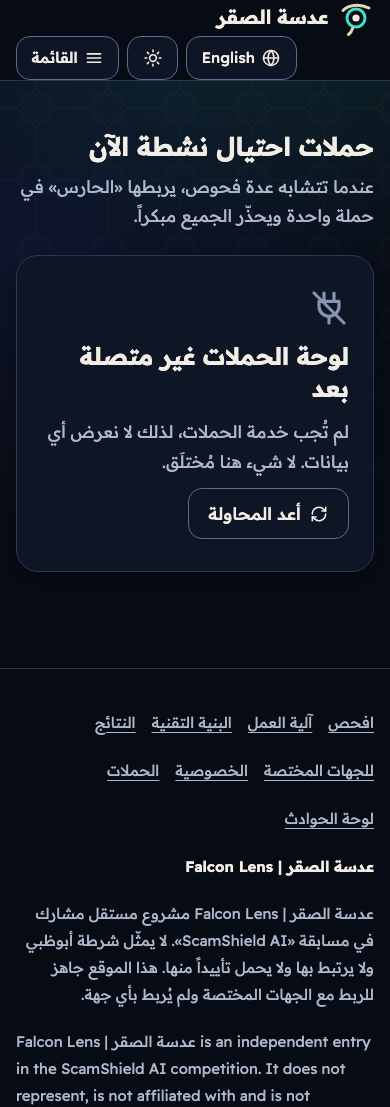 عدسة الصقر
English
القائمة
حملات احتيال نشطة الآن
عندما تتشابه عدة فحوص، يربطها «الحارس» في
حملة واحدة ويحذّر الجميع مبكراً.
لوحة الحملات غير متصلة
بعد
لم تُجب خدمة الحملات، لذلك لا نعرض أي
بيانات. لا شيء هنا مُختلَق.
أعد المحاولة
افحص آلية العمل البنية التقنية النتائج
للجهات المختصة الخصوصية الحملات
لوحة الحوادث
عدسة الصقر | Falcon Lens
عدسة الصقر | Falcon Lens مشروع مستقل مشارك
في مسابقة «ScamShield AI». لا يمثّل شرطة أبوظبي
ولا يرتبط بها ولا يحمل تأييداً منها. هذا الموقع جاهز
للربط مع الجهات المختصة ولم يُربط بأي جهة.
Falcon Lens | عدسة الصقر is an independent entry
in the ScamShield AI competition. It does not
represent, is not affiliated with and is not